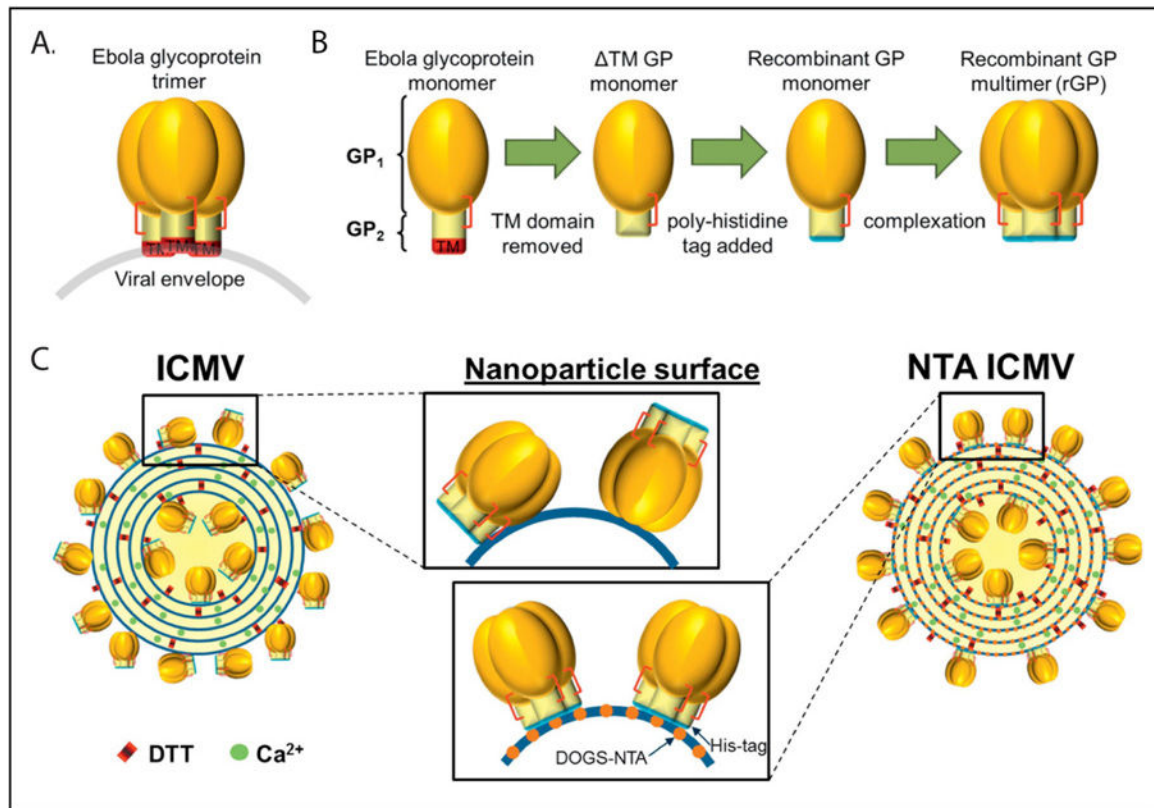 A.
Ebola glycoprotein
trimer
TM
TM
TM
Viral envelope
B
Ebola glycoprotein
monomer
ΔTM GP
monomer
Recombinant GP
monomer
Recombinant GP
multimer (rGP)
GP₁
GP₂
TM
TM domain
removed
poly-histidine
tag added
complexation
C
ICMV
Nanoparticle surface
NTA ICMV
DOGS-NTA
His-tag
DTT
Ca²⁺